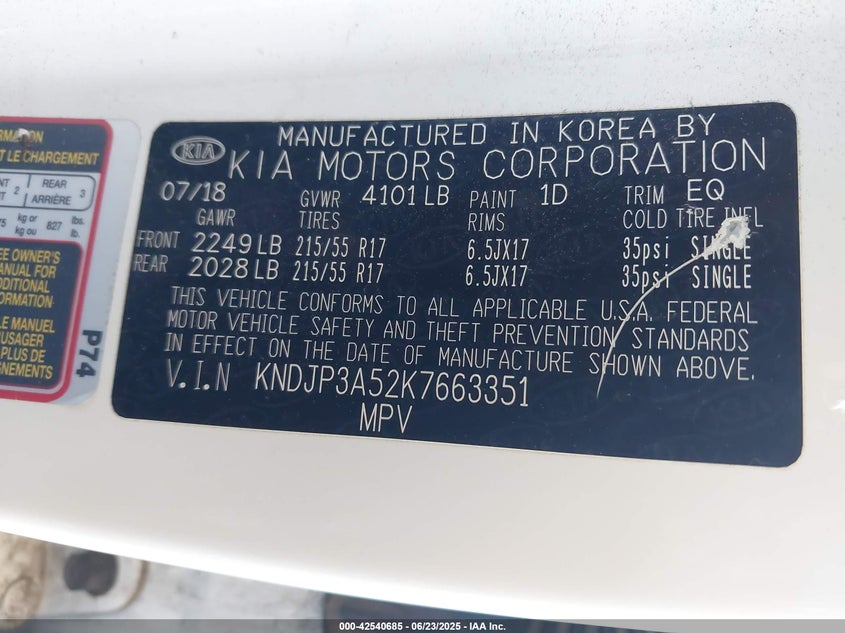 MANUFACTURED IN KOREA BY
KIA
KIA MOTORS CORPORATION
07/18 GVWR 4101 LB PAINT 1D TRIM EQ
GAWR TIRES RIMS COLD TIRE INFL
FRONT 2249 LB 215/55 R17 6.5JX17 35psi SINGLE
REAR 2028 LB 215/55 R17 6.5JX17 35psi SINGLE
THIS VEHICLE CONFORMS TO ALL APPLICABLE U.S.A. FEDERAL
MOTOR VEHICLE SAFETY AND THEFT PREVENTION STANDARDS
IN EFFECT ON THE DATE OF MANUFACTURE SHOWN ABOVE.
V.I.N KNDJP3A52K7663351
MPV
T LE CHARGEMENT
2 REAR 3
ARRIÈRE
kg or 827 lbs.
kg ou lb.
OWNER'S
MANUAL FOR
LE MANUEL
PLUS DE
P74
000-42540685 - 06/23/2025 - IAA Inc.